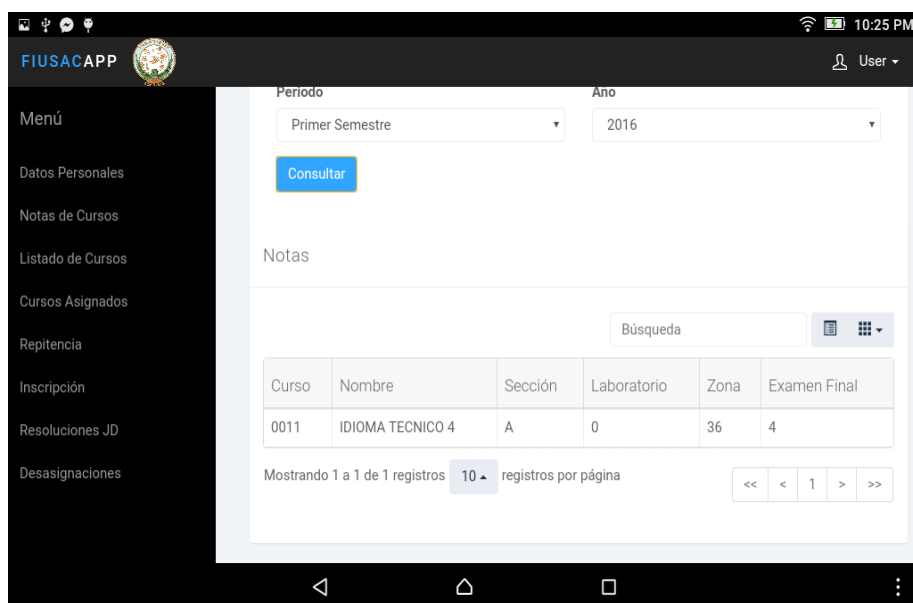 10:25 PM
FIUSACAPP
User
Menú
Datos Personales
Notas de Cursos
Listado de Cursos
Cursos Asignados
Repitencia
Inscripción
Resoluciones JD
Desasignaciones
Periodo Ano
Primer Semestre 2016
Consultar
Notas
Búsqueda
Curso Nombre Sección Laboratorio Zona Examen Final
0011 IDIOMA TECNICO 4 A 0 36 4
Mostrando 1 a 1 de 1 registros 10 registros por página
<< < 1 > >>